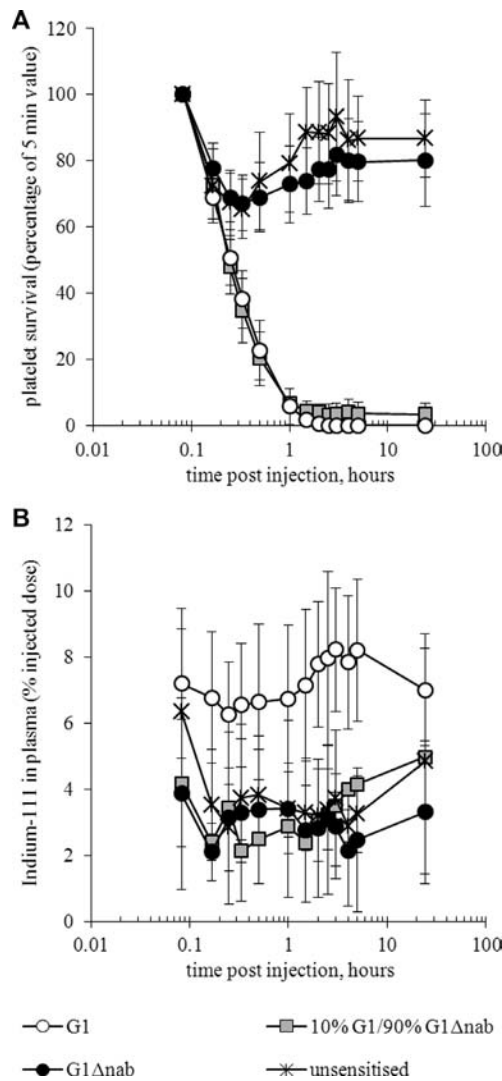 A
120
100
80
60
40
20
0
platelet survival (percentage of 5 min value)
0.01 0.1 1 10 100
time post injection, hours
B
12
10
8
6
4
2
0
Indium-111 in plasma (% injected dose)
0.01 0.1 1 10 100
time post injection, hours
G1 10% G1/90% G1Δnab
G1Δnab unsensitised